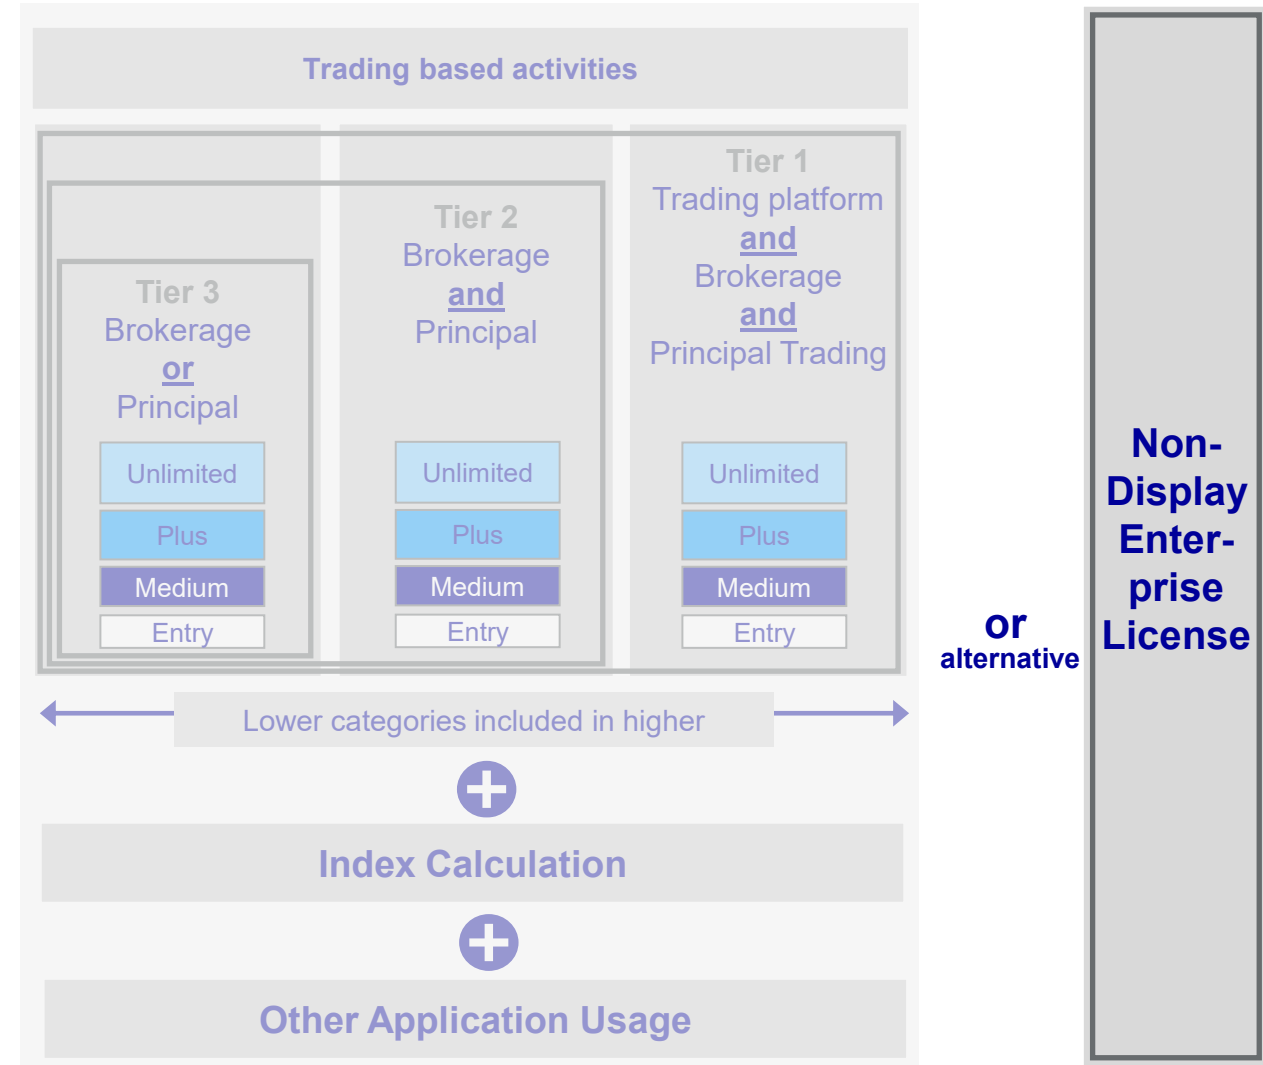 Trading based activities
Tier 3
Brokerage
or
Principal
Unlimited
Plus
Medium
Entry
Tier 2
Brokerage
and
Principal
Unlimited
Plus
Medium
Entry
Tier 1
Trading platform
and
Brokerage
and
Principal Trading
Unlimited
Plus
Medium
Entry
Lower categories included in higher
Index Calculation
Other Application Usage
or
alternative
Non-
Display
Enter-
prise
License